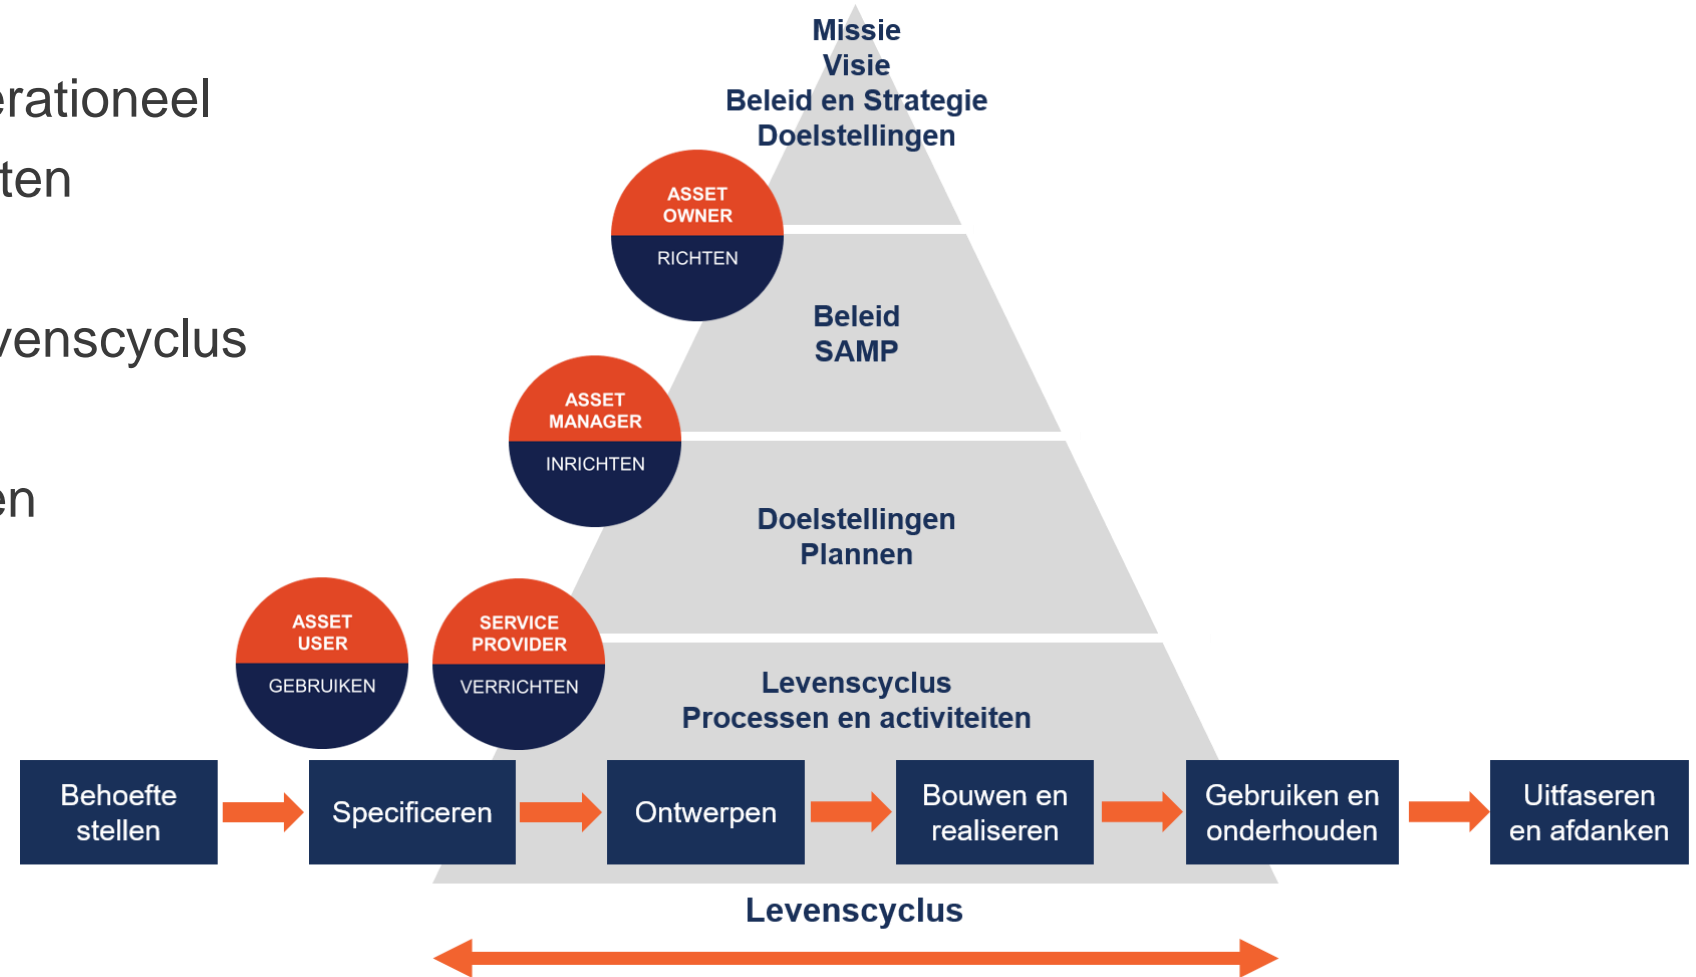 erationeel
ten
venscyclus
en
Missie
Visie
Beleid en Strategie
Doelstellingen
ASSET
OWNER
RICHTEN
Beleid
SAMP
ASSET
MANAGER
INRICHTEN
Doelstellingen
Plannen
ASSET
USER
GEBRUIKEN
SERVICE
PROVIDER
VERRICHTEN
Levenscyclus
Processen en activiteiten
Behoefte
stellen
Specificeren
Ontwerpen
Bouwen en
realiseren
Gebruiken en
onderhouden
Uitfaseren
en afdanken
Levenscyclus